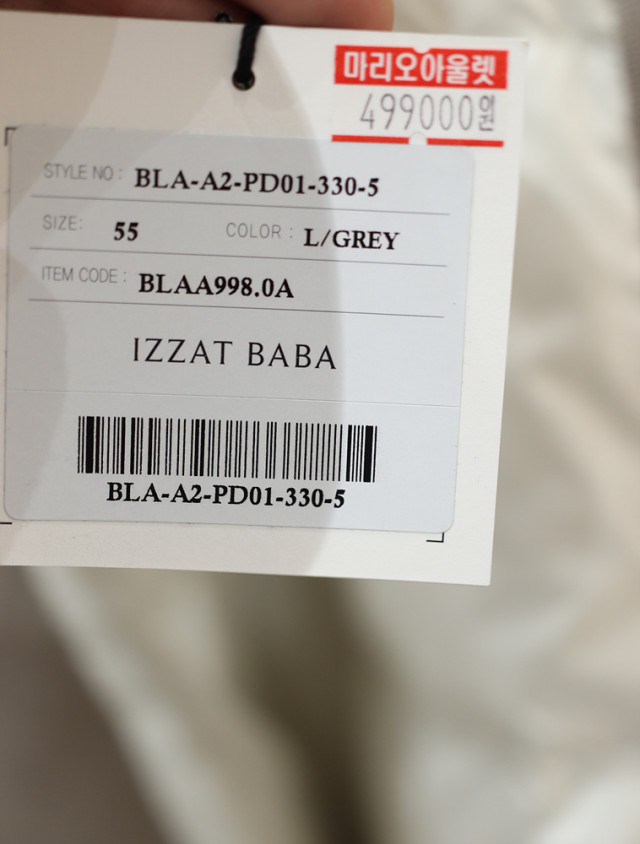 마리오아울렛
499000원
STYLE NO : BLA-A2-PD01-330-5
SIZE: 55 COLOR : L/GREY
ITEM CODE : BLAA998.0A
IZZAT BABA
BLA-A2-PD01-330-5